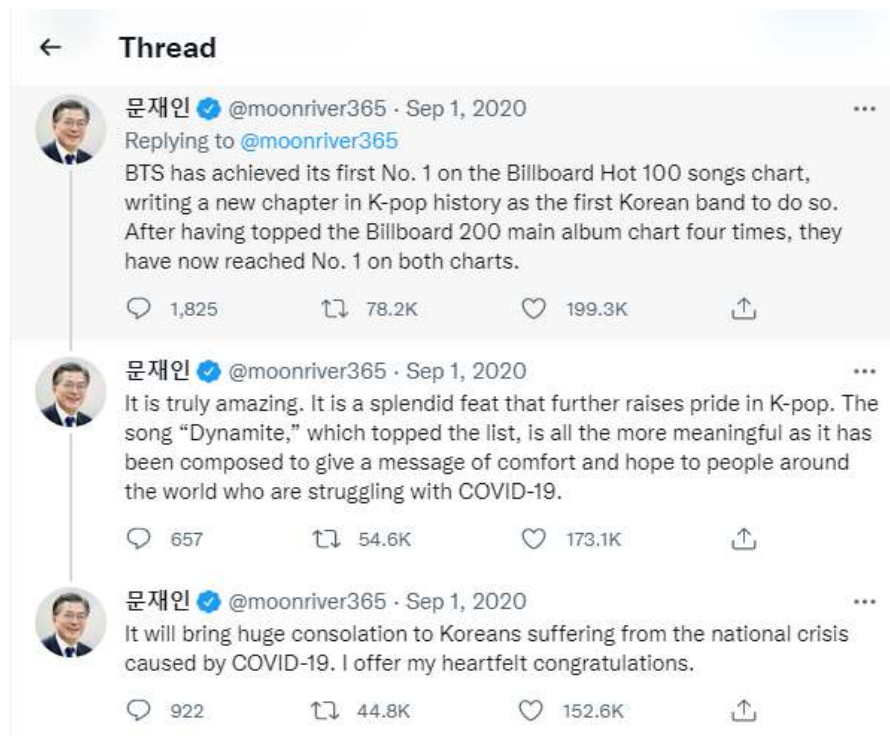 Thread
문재인 @moonriver365 · Sep 1, 2020
Replying to @moonriver365
BTS has achieved its first No. 1 on the Billboard Hot 100 songs chart,
writing a new chapter in K-pop history as the first Korean band to do so.
After having topped the Billboard 200 main album chart four times, they
have now reached No. 1 on both charts.
1,825 78.2K 199.3K
문재인 @moonriver365 · Sep 1, 2020
It is truly amazing. It is a splendid feat that further raises pride in K-pop. The
song “Dynamite,” which topped the list, is all the more meaningful as it has
been composed to give a message of comfort and hope to people around
the world who are struggling with COVID-19.
657 54.6K 173.1K
문재인 @moonriver365 · Sep 1, 2020
It will bring huge consolation to Koreans suffering from the national crisis
caused by COVID-19. I offer my heartfelt congratulations.
922 44.8K 152.6K